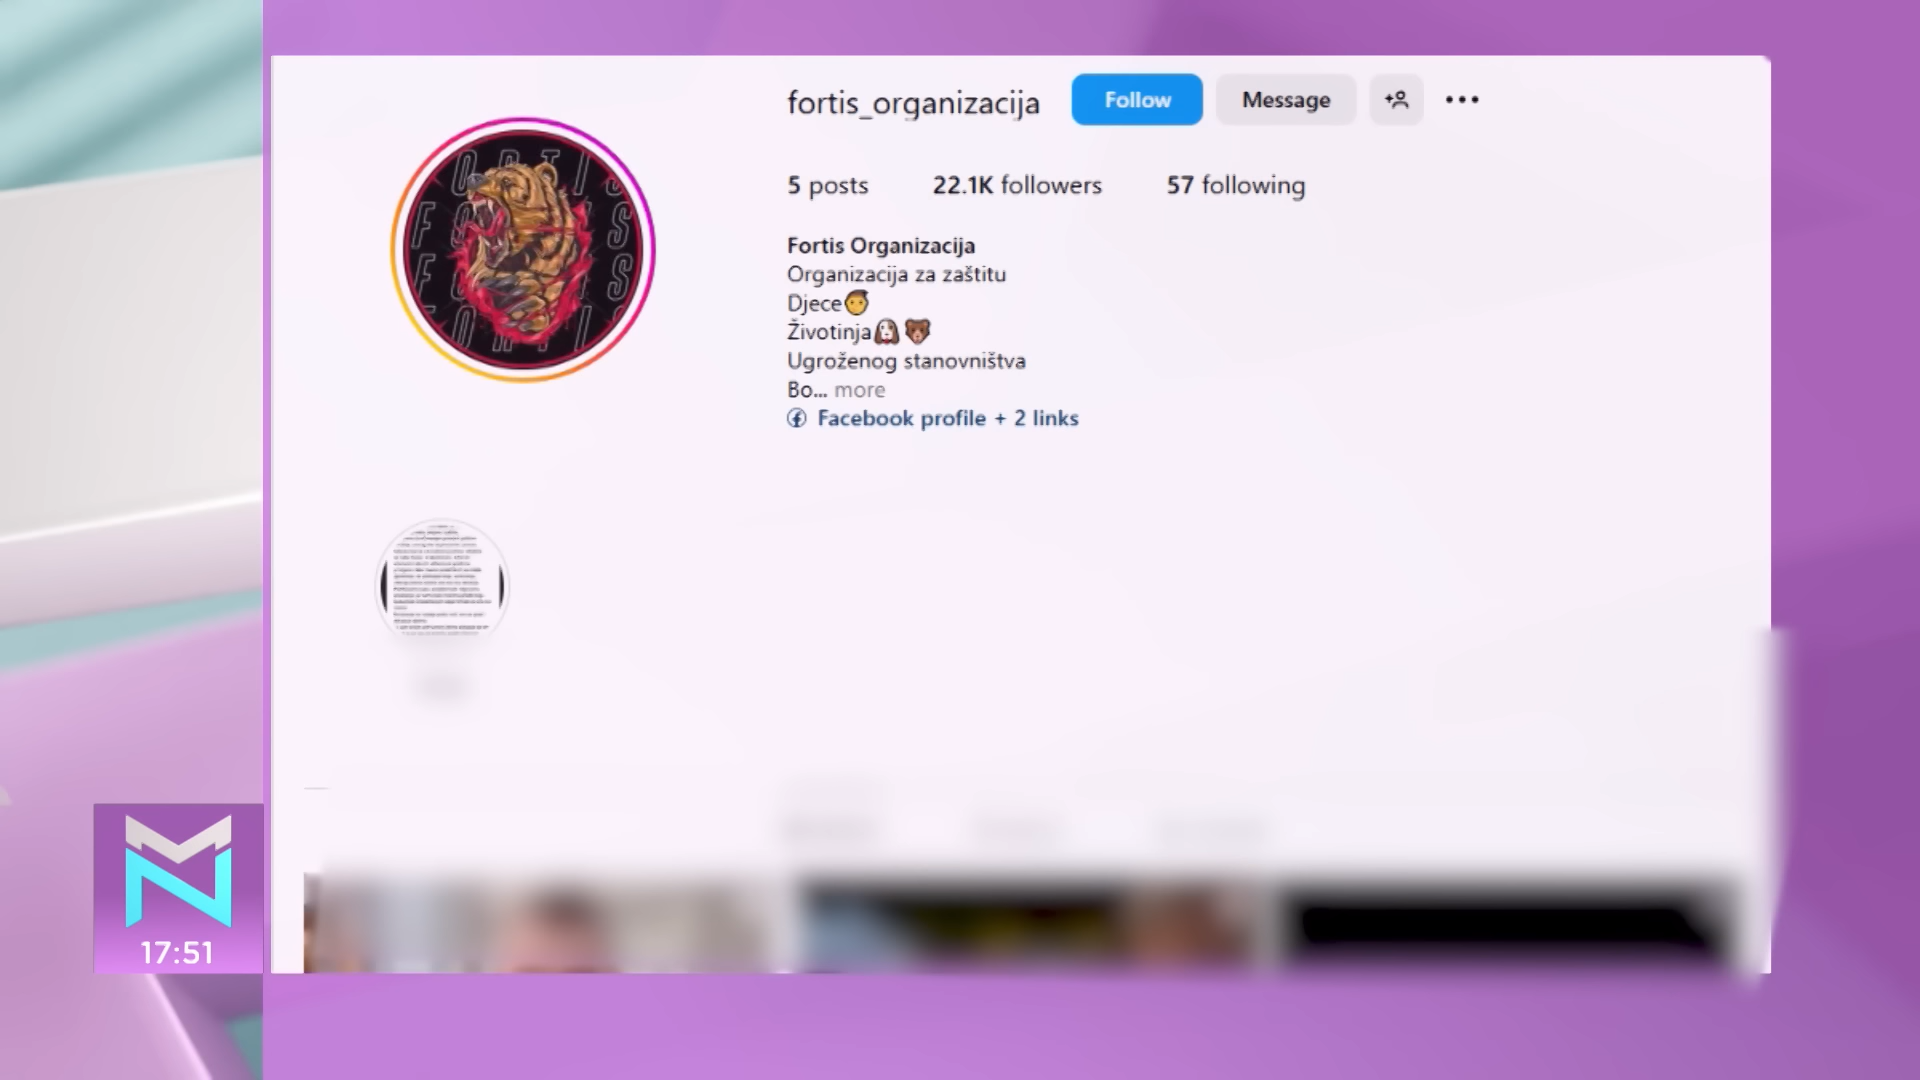 fortis_organizacija Follow Message
5 posts 22.1K followers 57 following
Fortis Organizacija
Organizacija za zaštitu
Djece
Životinja
Ugroženog stanovništva
Bo... more
Facebook profile + 2 links
17:51